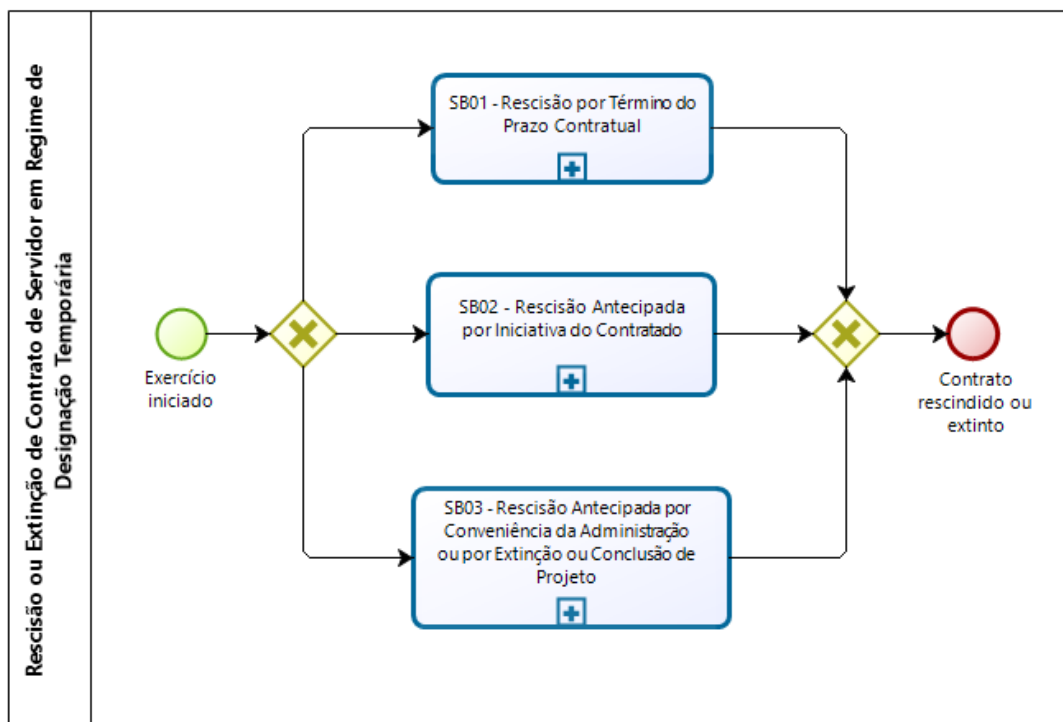 Rescisão ou Extinção de Contrato de Servidor em Regime de
Designação Temporária
Exercício
iniciado
SB01 - Rescisão por Término do
Prazo Contratual
SB02 - Rescisão Antecipada
por Iniciativa do Contratado
SB03 - Rescisão Antecipada por
Conveniência da Administração
ou por Extinção ou Conclusão de
Projeto
Contrato
rescindido ou
extinto